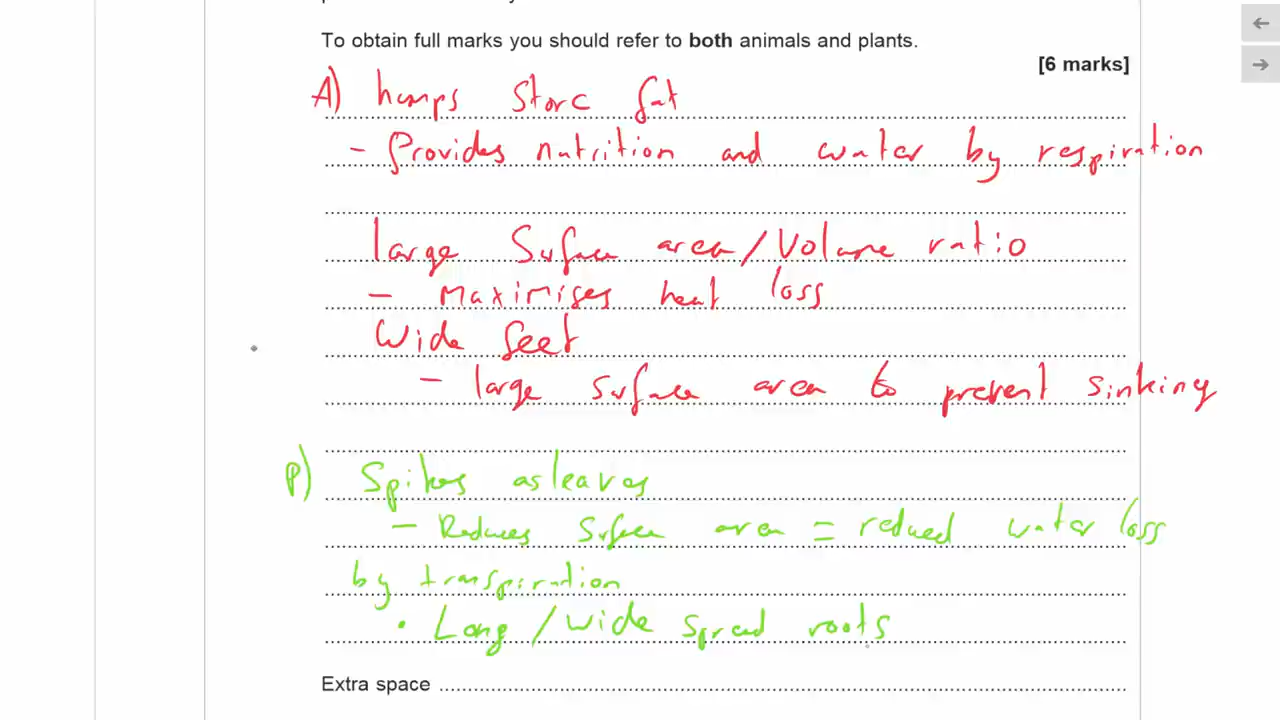 To obtain full marks you should refer to both animals and plants.
[6 marks]
A) humps store fat
- Provides nutrition and water by respiration
large surface area/Volume ratio
- Maximises heat loss
Wide feet
- large surface area to prevent sinking
P) Spikes as leaves
- Reduces surface area = reduced water loss
by transpiration
• Long/wide spread roots
Extra space